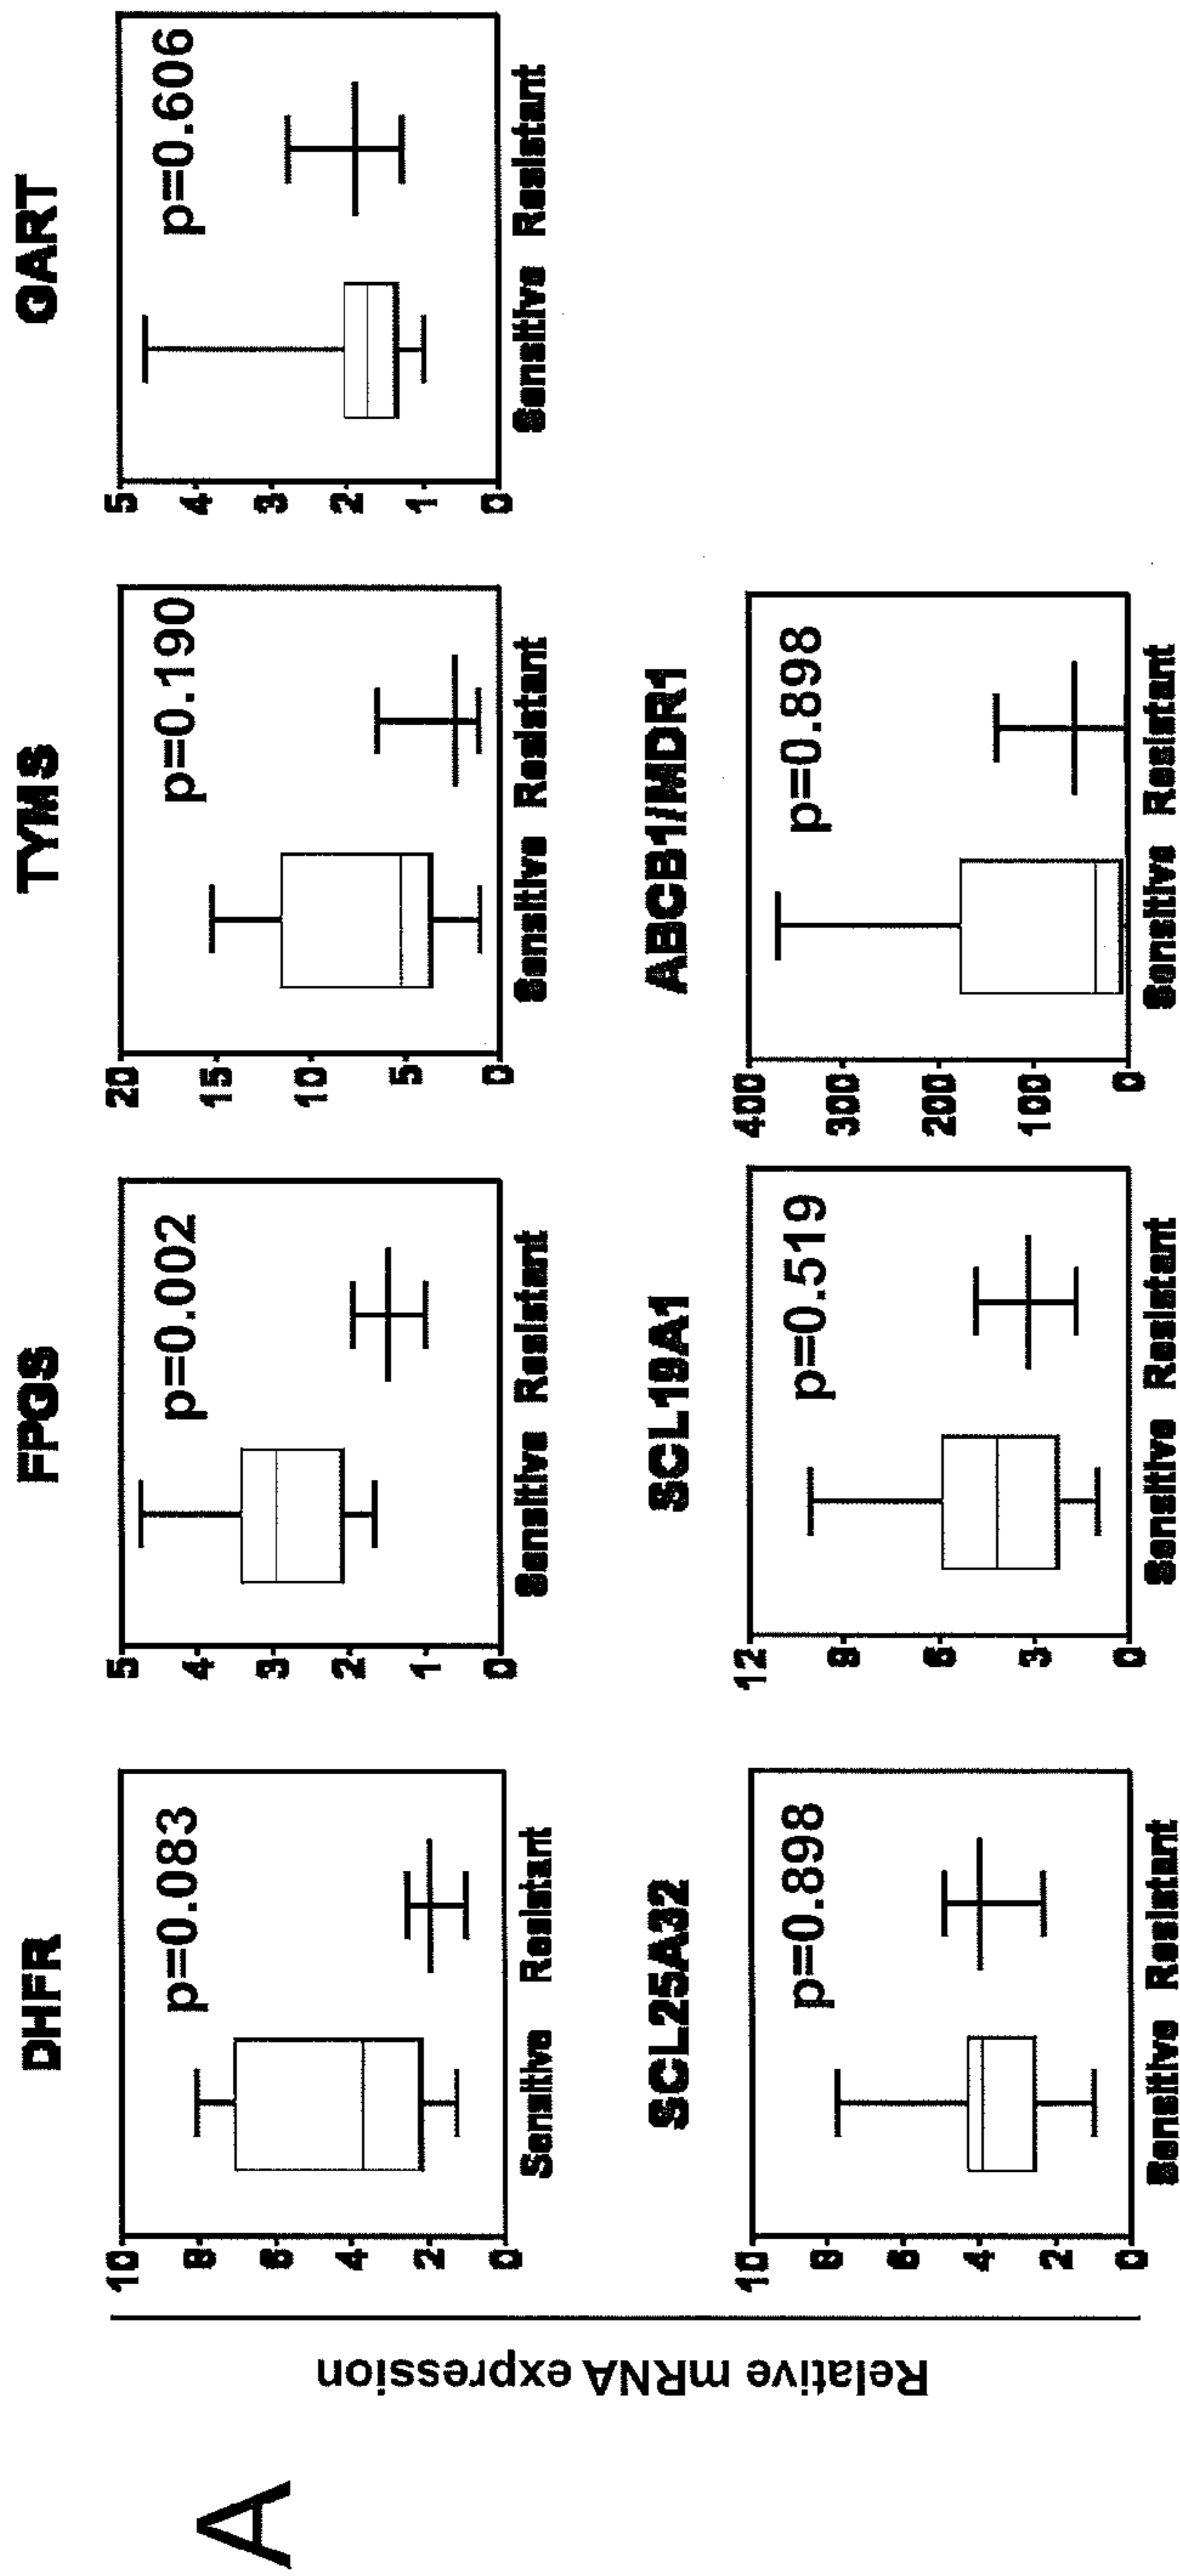 A
Relative mRNA expression
DHFR
p=0.083
10
8
6
4
2
0
Sensitive Resistant
FPGS
p=0.002
5
4
3
2
1
0
Sensitive Resistant
TYMS
p=0.190
20
15
10
5
0
Sensitive Resistant
GART
p=0.606
5
4
3
2
1
0
Sensitive Resistant
SCL25A32
p=0.898
10
8
6
4
2
0
Sensitive Resistant
SCL19A1
p=0.519
12
9
6
3
0
Sensitive Resistant
ABCB1/MDR1
p=0.898
400
300
200
100
0
Sensitive Resistant